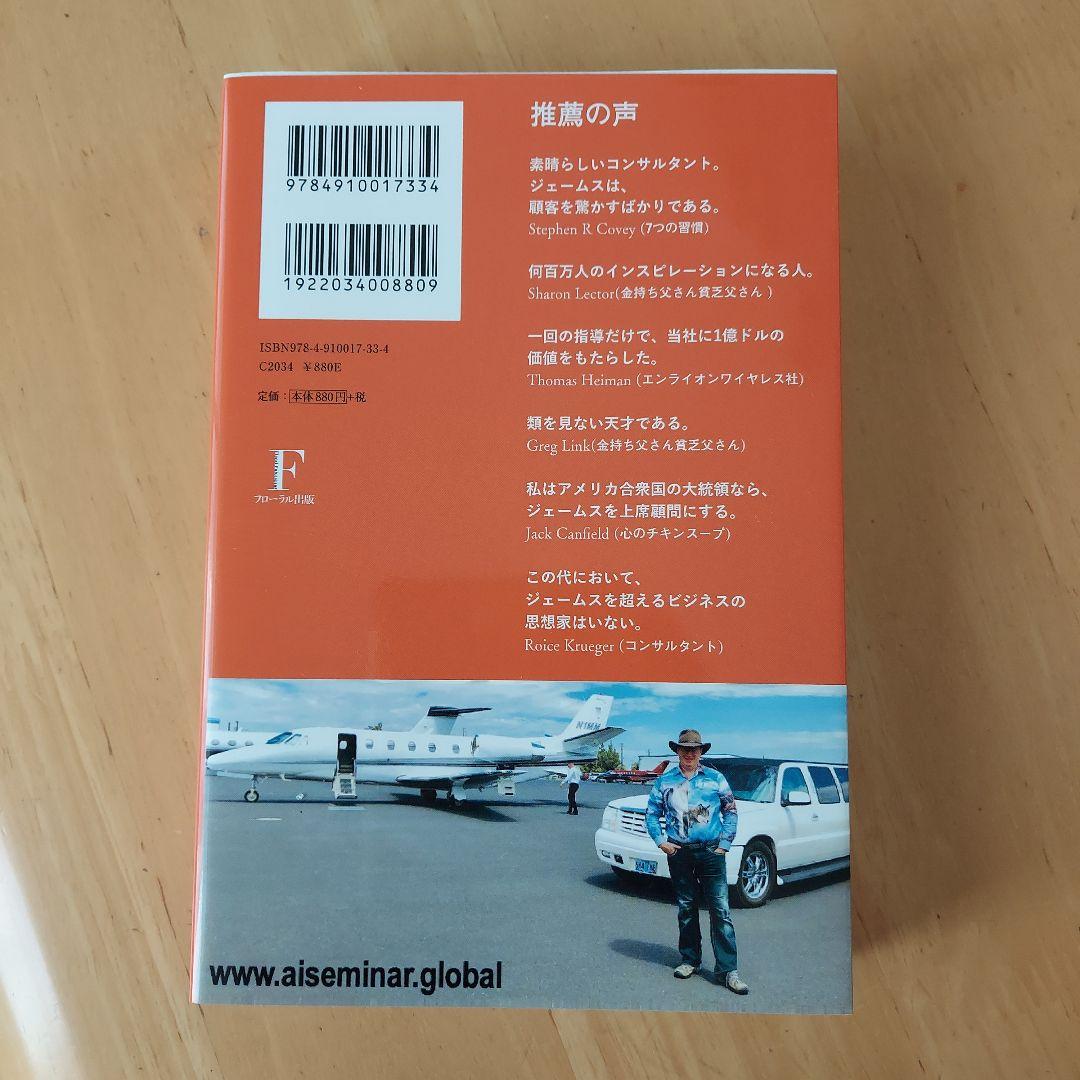 9784910017334
1922034008809
ISBN978-4-910017-33-4
C2034 ¥880E
定価：本体880円+税
F
フローラル出版
推薦の声
素晴らしいコンサルタント。
ジェームスは、
顧客を驚かすばかりである。
Stephen R Covey (7つの習慣)
何百万人のインスピレーションになる人。
Sharon Lector(金持ち父さん貧乏父さん )
一回の指導だけで、当社に1億ドルの
価値をもたらした。
Thomas Heiman (エンライオンワイヤレス社)
類を見ない天才である。
Greg Link(金持ち父さん貧乏父さん)
私はアメリカ合衆国の大統領なら、
ジェームスを上席顧問にする。
Jack Canfield (心のチキンスープ)
この代において、
ジェームスを超えるビジネスの
思想家はいない。
Roice Krueger (コンサルタント)
www.aiseminar.global